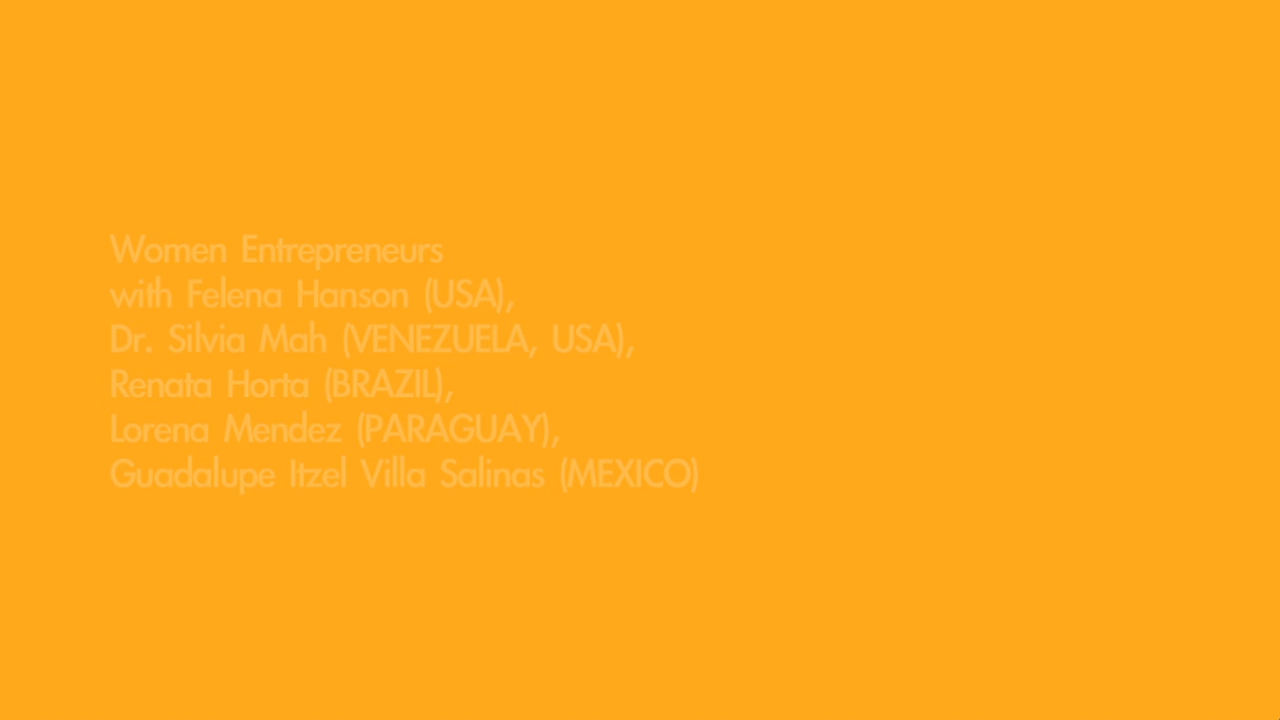 Women Entrepreneurs
with Felena Hanson (USA),
Dr. Silvia Mah (VENEZUELA, USA),
Renata Horta (BRAZIL),
Lorena Mendez (PARAGUAY),
Guadalupe Itzel Villa Salinas (MEXICO)